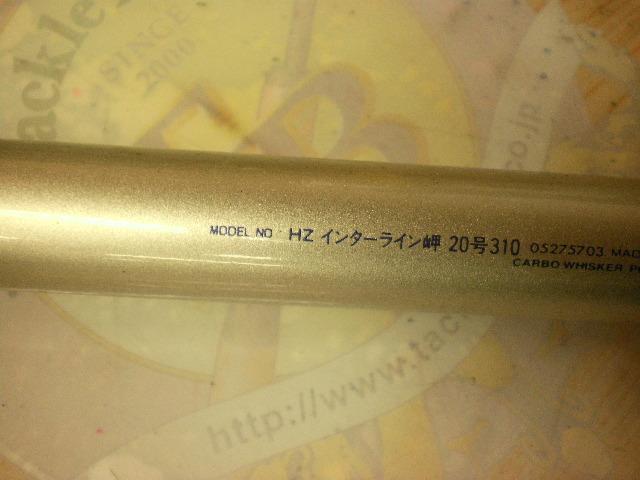 ackle
SINCE
2000
MODEL NO HZ インターライン岬 20号310 05275703 MAD
CARBO WHISKER P
http://www.tac
co.jp